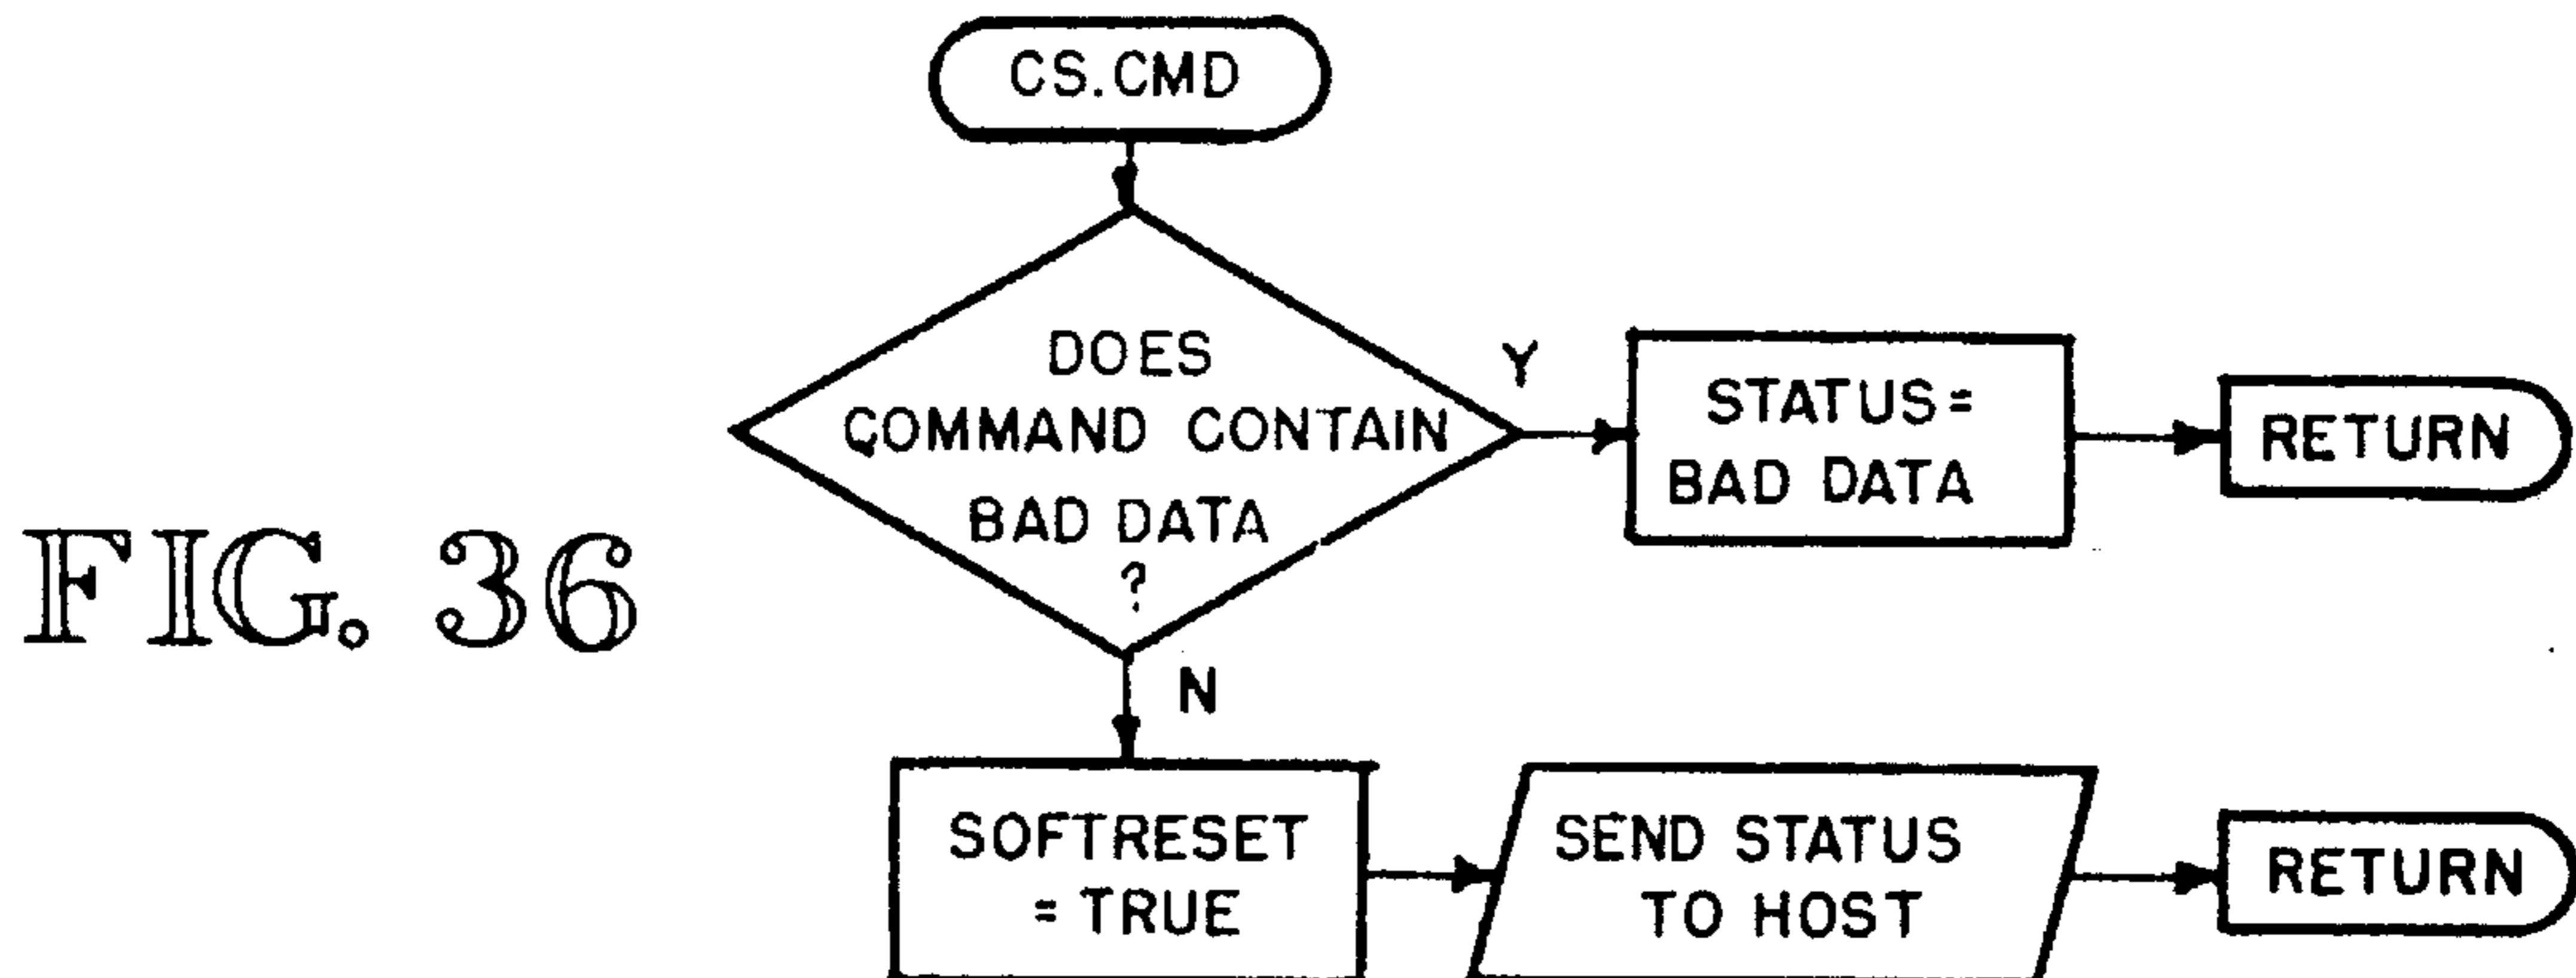 CS.CMD
DOES
COMMAND CONTAIN
BAD DATA
?
Y
STATUS=
BAD DATA
RETURN
FIG. 36
N
SOFTRESET
= TRUE
SEND STATUS
TO HOST
RETURN